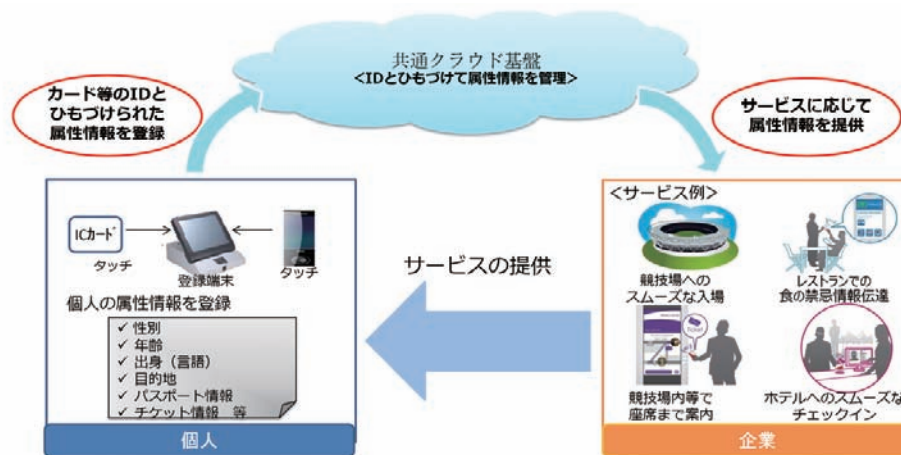 共通クラウド基盤
<IDとひもづけて属性情報を管理>
カード等のIDと
ひもづけられた
属性情報を登録
サービスに応じて
属性情報を提供
ICカード
タッチ
登録端末
タッチ
個人の属性情報を登録
✓ 性別
✓ 年齢
✓ 出身（言語）
✓ 目的地
✓ パスポート情報
✓ チケット情報 等
個人
サービスの提供
<サービス例>
競技場への
スムーズな入場
レストランでの
食の禁忌情報伝達
Ticket
競技場内等で
座席まで案内
ホテルへのスムーズな
チェックイン
企業